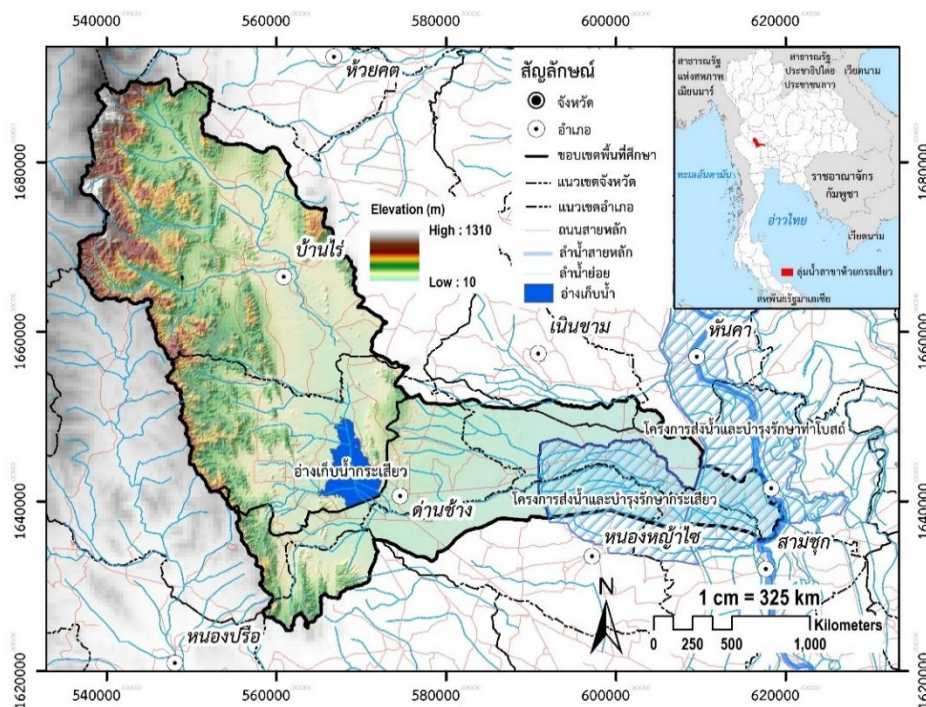 540000 560000 580000 600000 620000
ห้วยคต
สัญลักษณ์
จังหวัด
อำเภอ
ขอบเขตพื้นที่ศึกษา
แนวเขตจังหวัด
แนวเขตอำเภอ
ถนนสายหลัก
ลำน้ำสายหลัก
ลำน้ำย่อย
อ่างเก็บน้ำ
Elevation (m)
High : 1310
Low : 10
สาธารณรัฐ
แห่งสหภาพ
เมียนมาร์
สาธารณรัฐ
ประชาธิปไตย
ประชาชนลาว
เวียดนาม
ทะเลอันดามัน
ราชอาณาจักร
กัมพูชา
อ่าวไทย
เวียดนาม
ลุ่มน้ำสาขาห้วยกระเสียว
สหพันธรัฐมาเลเซีย
1680000
1680000
บ้านไร่
เนินขาม
หันคา
1660000
1660000
โครงการส่งน้ำและบำรุงรักษาท่าโบสถ์
อ่างเก็บน้ำกระเสียว
ด่านช้าง
โครงการส่งน้ำและบำรุงรักษากระเสียว
หนองหญ้าไซ
สามชุก
1640000
1640000
หนองปรือ
N
1 cm = 325 km
Kilometers
0 250 500 1,000
1620000
1620000
540000 560000 580000 600000 620000